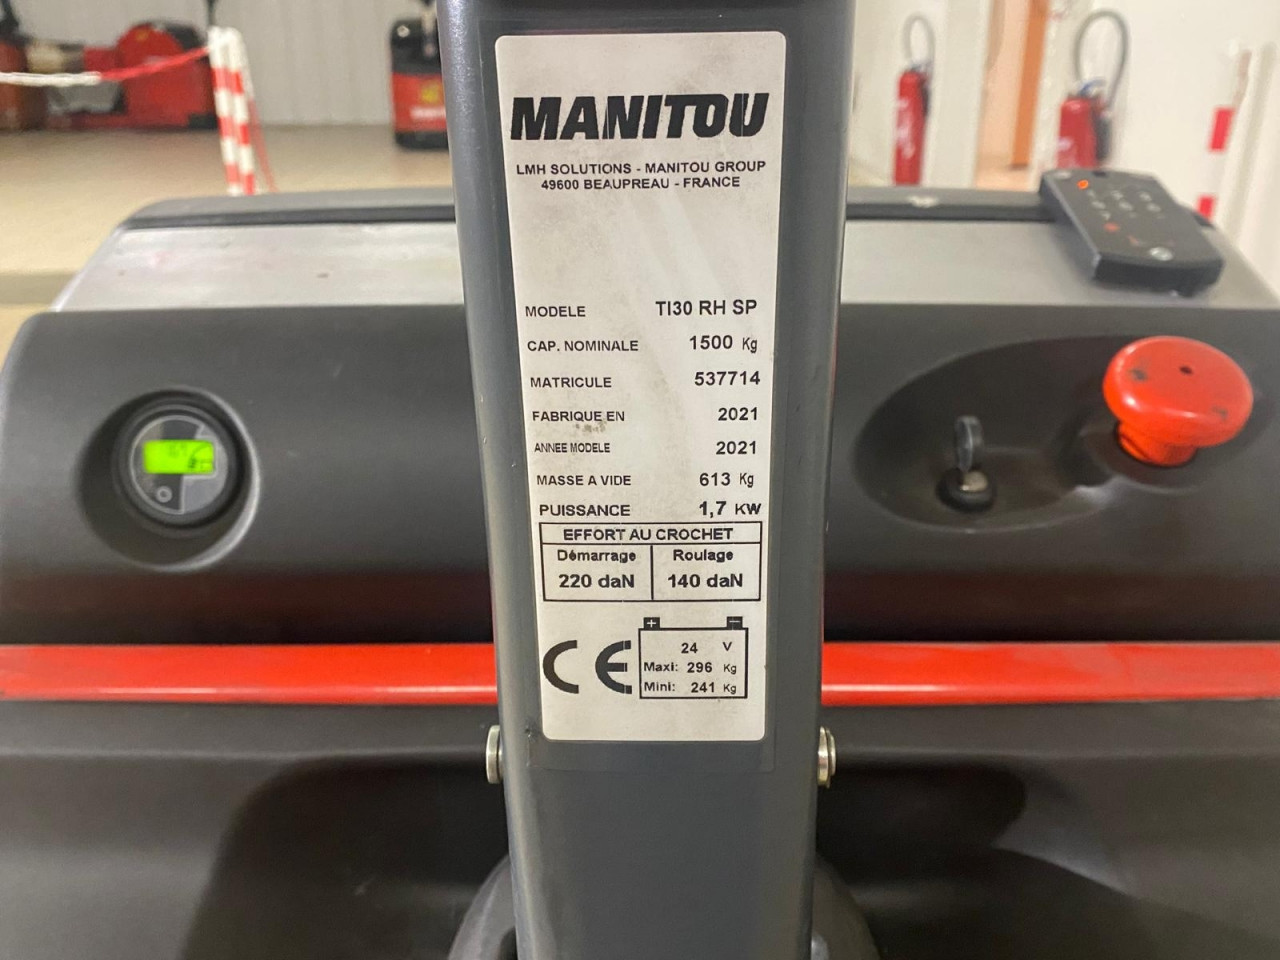 MANITOU
LMH SOLUTIONS - MANITOU GROUP
49600 BEAUPREAU - FRANCE
MODELE TI30 RH SP
CAP. NOMINALE 1500 Kg
MATRICULE 537714
FABRIQUE EN 2021
ANNEE MODELE 2021
MASSE A VIDE 613 Kg
PUISSANCE 1,7 KW
EFFORT AU CROCHET
Démarrage Roulage
220 daN 140 daN
CE
+ -
24 V
Maxi: 296 Kg
Mini: 241 Kg